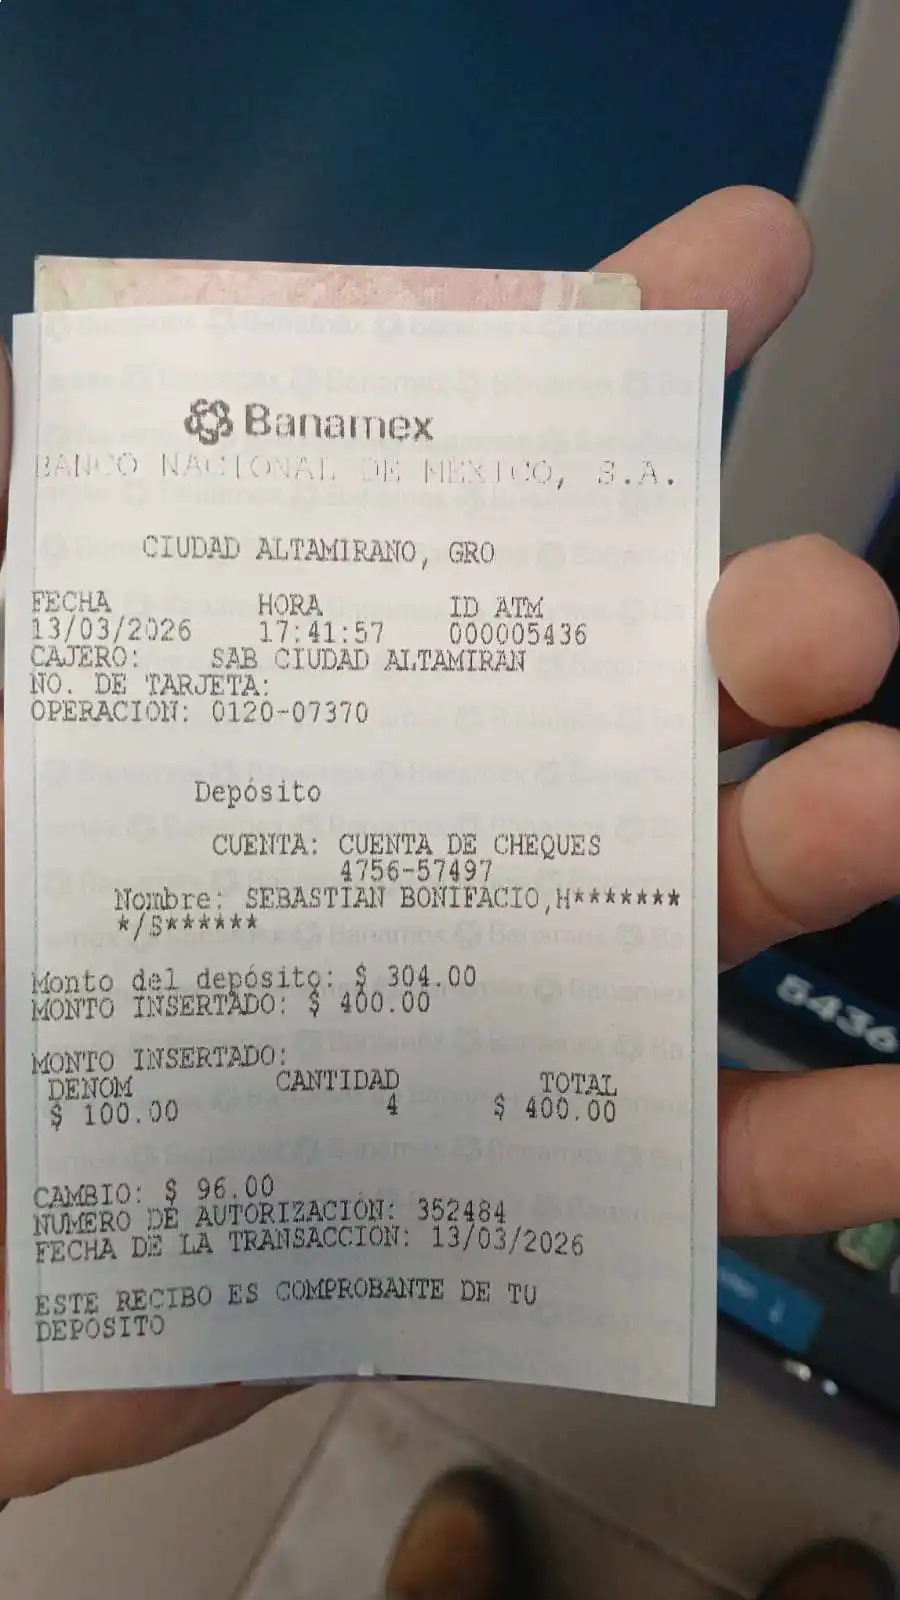 Banamex
BANCO NACIONAL DE MEXICO, S.A.
CIUDAD ALTAMIRANO, GRO
FECHA HORA ID ATM
13/03/2026 17:41:57 000005436
CAJERO: SAB CIUDAD ALTAMIRAN
NO. DE TARJETA:
OPERACION: 0120-07370
Depósito
CUENTA: CUENTA DE CHEQUES
4756-57497
Nombre: SEBASTIAN BONIFACIO,H*******
*/S******
Monto del depósito: $ 304.00
MONTO INSERTADO: $ 400.00
MONTO INSERTADO:
DENOM CANTIDAD TOTAL
$ 100.00 4 $ 400.00
CAMBIO: $ 96.00
NUMERO DE AUTORIZACION: 352484
FECHA DE LA TRANSACCION: 13/03/2026
ESTE RECIBO ES COMPROBANTE DE TU
DEPOSITO
5436